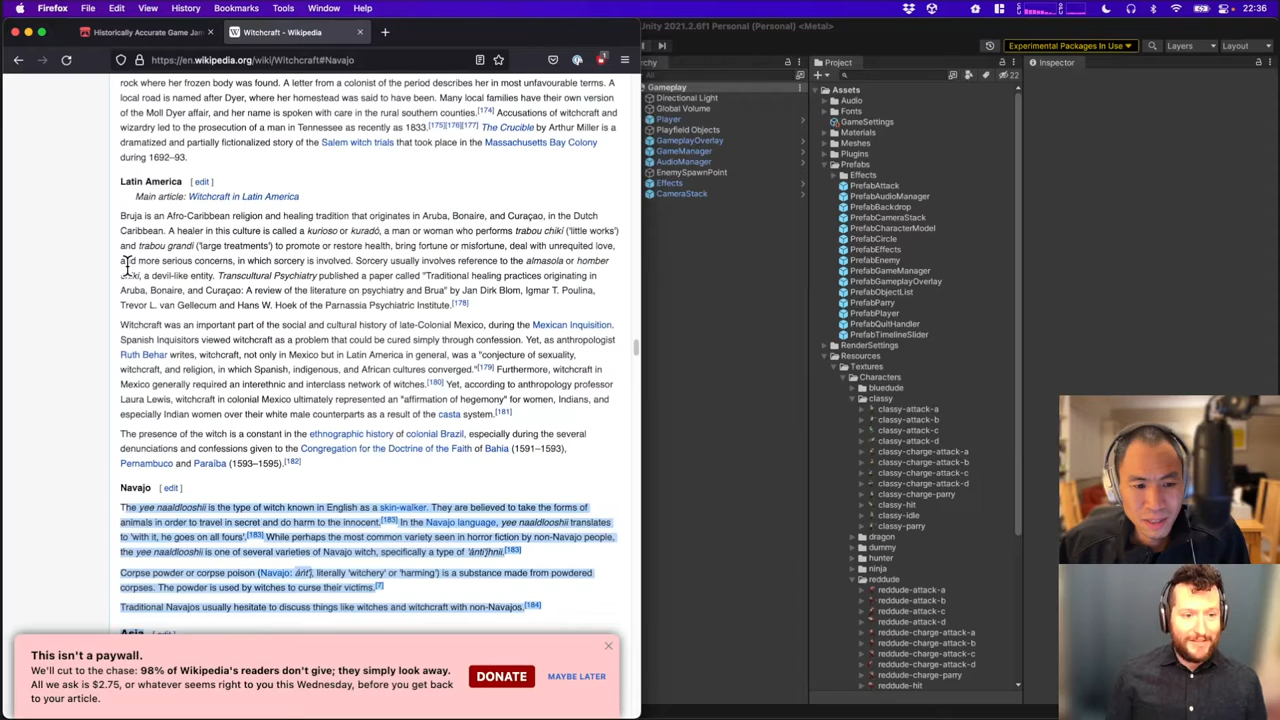 Firefox File Edit View History Bookmarks Tools Window Help 22:36
Historically Accurate Game Jam
Witchcraft - Wikipedia
Unity 2021.2.6f1 Personal (Personal) <Metal>
https://en.wikipedia.org/wiki/Witchcraft#Navajo
Experimental Packages In Use
Layers
Layout
rock where her frozen body was found. A letter from a colonist of the period describes her in most unfavourable terms. A
local road is named after Dyer, where her homestead was said to have been. Many local families have their own version
of the Moll Dyer affair, and her name is spoken with care in the rural southern counties.[174] Accusations of witchcraft and
wizardry led to the prosecution of a man in Tennessee as recently as 1833.[175][176][177] The Crucible by Arthur Miller is a
dramatized and partially fictionalized story of the Salem witch trials that took place in the Massachusetts Bay Colony
during 1692–93.
Latin America [ edit ]
Main article: Witchcraft in Latin America
Bruja is an Afro-Caribbean religion and healing tradition that originates in Aruba, Bonaire, and Curaçao, in the Dutch
Caribbean. A healer in this culture is called a kurioso or kuradó, a man or woman who performs trabou chikí ('little works')
and trabou grandi ('large treatments') to promote or restore health, bring fortune or misfortune, deal with unrequited love,
and more serious concerns, in which sorcery is involved. Sorcery usually involves reference to the almasola or homber
a devil-like entity. Transcultural Psychiatry published a paper called "Traditional healing practices originating in
Aruba, Bonaire, and Curaçao: A review of the literature on psychiatry and Brua" by Jan Dirk Blom, Igmar T. Poulina,
Trevor L. van Gellecum and Hans W. Hoek of the Parnassia Psychiatric Institute.[178]
Witchcraft was an important part of the social and cultural history of late-Colonial Mexico, during the Mexican Inquisition.
Spanish Inquisitors viewed witchcraft as a problem that could be cured simply through confession. Yet, as anthropologist
Ruth Behar writes, witchcraft, not only in Mexico but in Latin America in general, was a "conjecture of sexuality,
witchcraft, and religion, in which Spanish, indigenous, and African cultures converged."[179] Furthermore, witchcraft in
Mexico generally required an interethnic and interclass network of witches.[180] Yet, according to anthropology professor
Laura Lewis, witchcraft in colonial Mexico ultimately represented an "affirmation of hegemony" for women, Indians, and
especially Indian women over their white male counterparts as a result of the casta system.[181]
The presence of the witch is a constant in the ethnographic history of colonial Brazil, especially during the several
denunciations and confessions given to the Congregation for the Doctrine of the Faith of Bahia (1591–1593),
Pernambuco and Paraíba (1593–1595).[182]
Navajo [ edit ]
The yee naaldlooshii is the type of witch known in English as a skin-walker. They are believed to take the forms of
animals in order to travel in secret and do harm to the innocent.[183] In the Navajo language, yee naaldlooshii translates
to 'with it, he goes on all fours'.[183] While perhaps the most common variety seen in horror fiction by non-Navajo people,
the yee naaldlooshii is one of several varieties of Navajo witch, specifically a type of 'ánti'jhnii.[183]
Corpse powder or corpse poison (Navajo: literally 'witchery' or 'harming') is a substance made from powdered
corpses. The powder is used by witches to curse their victims.[7]
Traditional Navajos usually hesitate to discuss things like witches and witchcraft with non-Navajos.[184]
Asia [ edit ]
This isn't a paywall.
We'll cut to the chase: 98% of Wikipedia's readers don't give; they simply look away.
All we ask is $2.75, or whatever seems right to you this Wednesday, before you get back
to your article.
DONATE
MAYBE LATER
archy
All
Gameplay
Directional Light
Global Volume
Player
Playfield Objects
GameplayOverlay
GameManager
AudioManager
EnemySpawnPoint
Effects
CameraStack
Project
22
Assets
Audio
Fonts
GameSettings
Materials
Meshes
Plugins
Prefabs
Effects
PrefabAttack
PrefabAudioManager
PrefabBackdrop
PrefabCameraStack
PrefabCharacterModel
PrefabCircle
PrefabEffects
PrefabEnemy
PrefabGameManager
PrefabGameplayOverlay
PrefabObjectList
PrefabParry
PrefabPlayer
PrefabQuitHandler
PrefabTimelineSlider
RenderSettings
Resources
Textures
Characters
bluedude
classy
classy-attack-a
classy-attack-b
classy-attack-c
classy-attack-d
classy-charge-attack-a
classy-charge-attack-b
classy-charge-attack-c
classy-charge-attack-d
classy-charge-parry
classy-hit
classy-idle
classy-parry
dragon
dummy
hunter
ninja
reddude
reddude-attack-a
reddude-attack-b
reddude-attack-c
reddude-attack-d
reddude-charge-attack-a
reddude-charge-attack-b
reddude-charge-attack-c
reddude-charge-attack-d
reddude-charge-parry
reddude-hit
Inspector